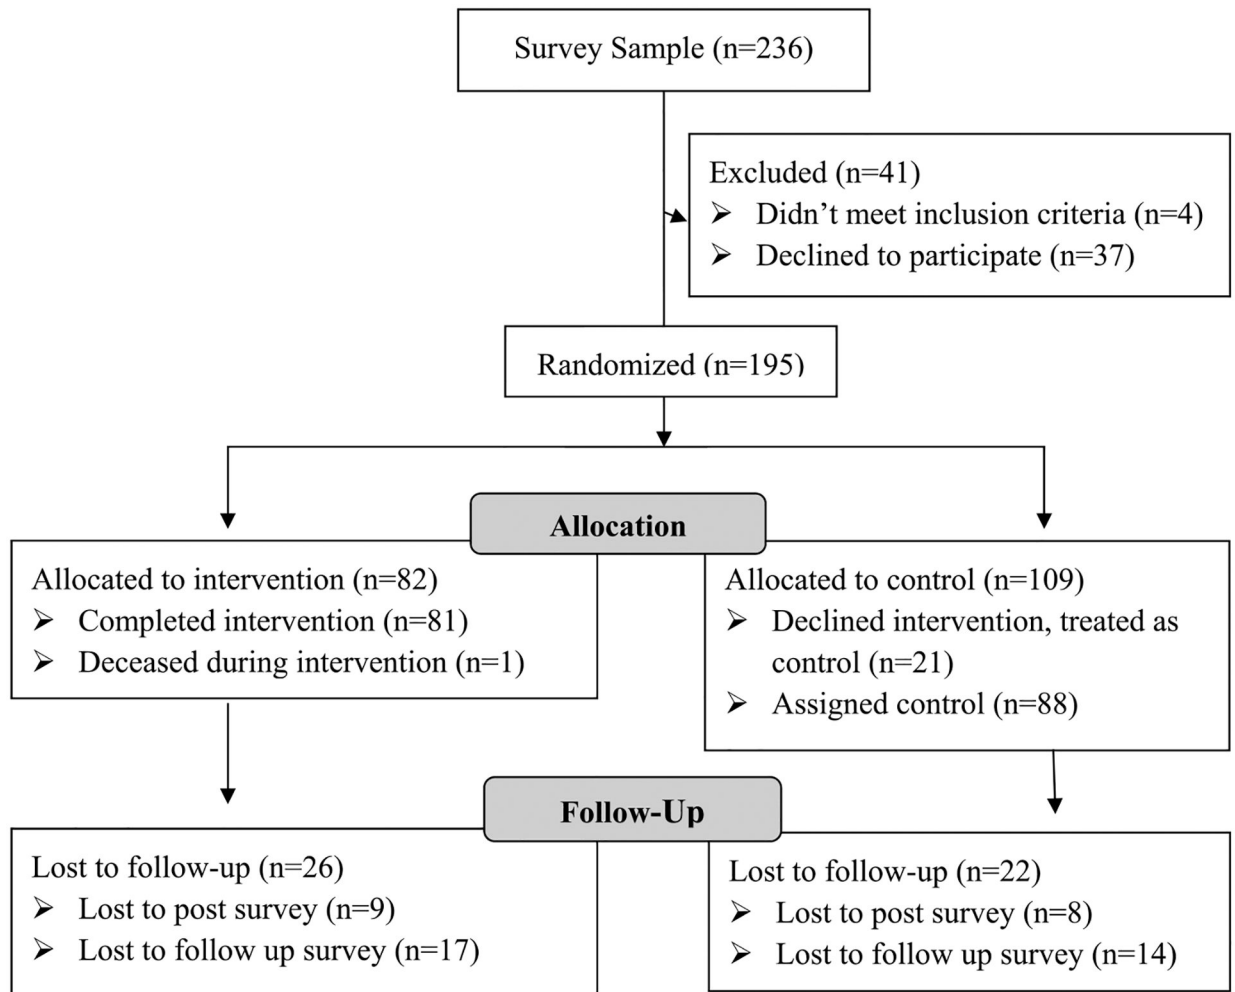 Survey Sample (n=236)
Excluded (n=41)
➢ Didn’t meet inclusion criteria (n=4)
➢ Declined to participate (n=37)
Randomized (n=195)
Allocation
Allocated to intervention (n=82)
➢ Completed intervention (n=81)
➢ Deceased during intervention (n=1)
Allocated to control (n=109)
➢ Declined intervention, treated as
control (n=21)
➢ Assigned control (n=88)
Follow-Up
Lost to follow-up (n=26)
➢ Lost to post survey (n=9)
➢ Lost to follow up survey (n=17)
Lost to follow-up (n=22)
➢ Lost to post survey (n=8)
➢ Lost to follow up survey (n=14)